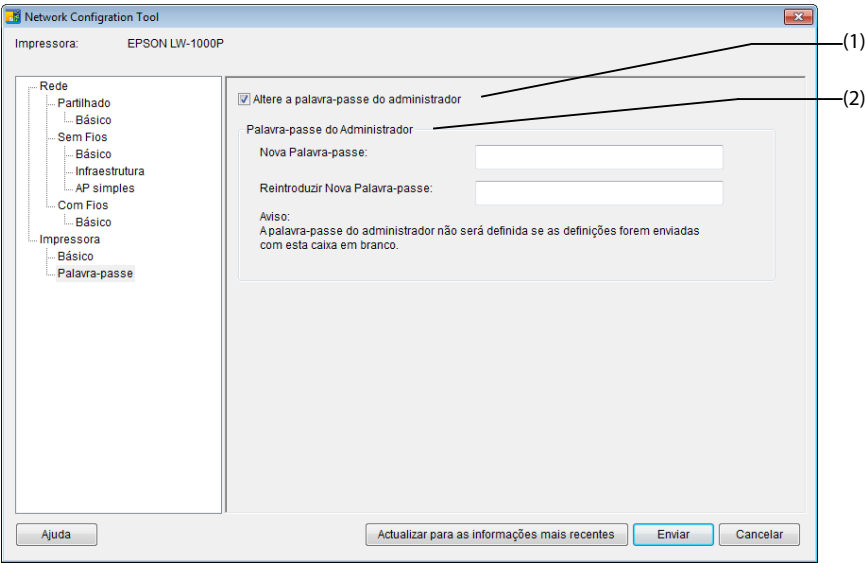 Network Configration Tool
Impressora: EPSON LW-1000P
(1)
(2)
Rede
Partilhado
Básico
Sem Fios
Básico
Infraestrutura
AP simples
Com Fios
Básico
Impressora
Básico
Palavra-passe
Altere a palavra-passe do administrador
Palavra-passe do Administrador
Nova Palavra-passe:
Reintroduzir Nova Palavra-passe:
Aviso:
A palavra-passe do administrador não será definida se as definições forem enviadas
com esta caixa em branco.
Ajuda
Actualizar para as informações mais recentes
Enviar
Cancelar